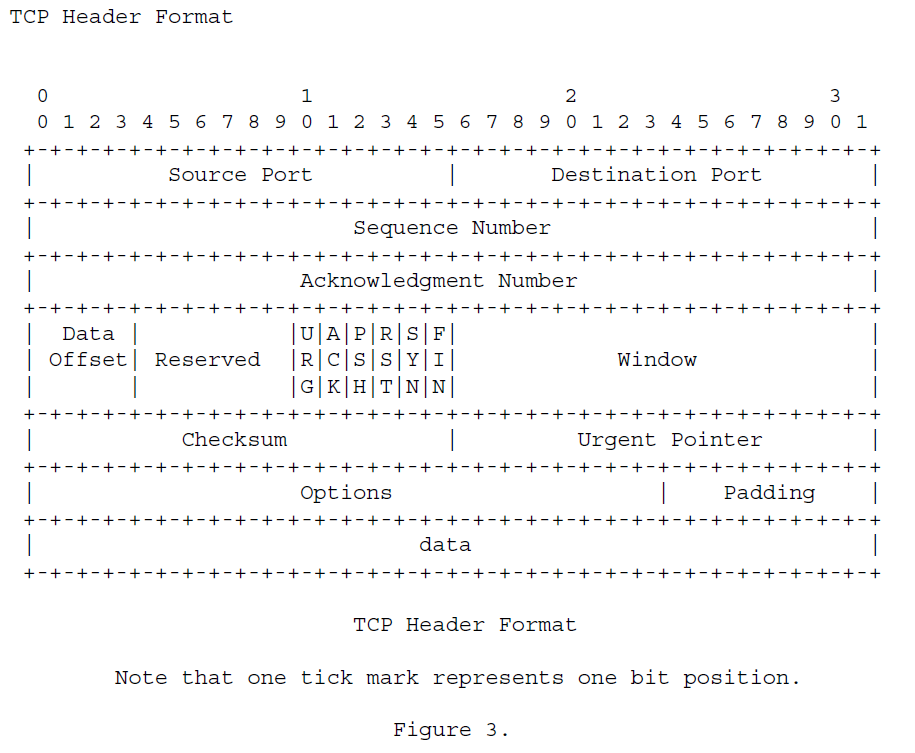 TCP Header Format
 0                   1                   2                   3
 0 1 2 3 4 5 6 7 8 9 0 1 2 3 4 5 6 7 8 9 0 1 2 3 4 5 6 7 8 9 0 1
+-+-+-+-+-+-+-+-+-+-+-+-+-+-+-+-+-+-+-+-+-+-+-+-+-+-+-+-+-+-+-+-+
|          Source Port          |       Destination Port        |
+-+-+-+-+-+-+-+-+-+-+-+-+-+-+-+-+-+-+-+-+-+-+-+-+-+-+-+-+-+-+-+-+
|                        Sequence Number                        |
+-+-+-+-+-+-+-+-+-+-+-+-+-+-+-+-+-+-+-+-+-+-+-+-+-+-+-+-+-+-+-+-+
|                    Acknowledgment Number                      |
+-+-+-+-+-+-+-+-+-+-+-+-+-+-+-+-+-+-+-+-+-+-+-+-+-+-+-+-+-+-+-+-+
|  Data |           |U|A|P|R|S|F|                               |
| Offset| Reserved  |R|C|S|S|Y|I|            Window             |
|       |           |G|K|H|T|N|N|                               |
+-+-+-+-+-+-+-+-+-+-+-+-+-+-+-+-+-+-+-+-+-+-+-+-+-+-+-+-+-+-+-+-+
|           Checksum            |         Urgent Pointer        |
+-+-+-+-+-+-+-+-+-+-+-+-+-+-+-+-+-+-+-+-+-+-+-+-+-+-+-+-+-+-+-+-+
|                    Options                    |    Padding    |
+-+-+-+-+-+-+-+-+-+-+-+-+-+-+-+-+-+-+-+-+-+-+-+-+-+-+-+-+-+-+-+-+
|                             data                              |
+-+-+-+-+-+-+-+-+-+-+-+-+-+-+-+-+-+-+-+-+-+-+-+-+-+-+-+-+-+-+-+-+
TCP Header Format
Note that one tick mark represents one bit position.
Figure 3.